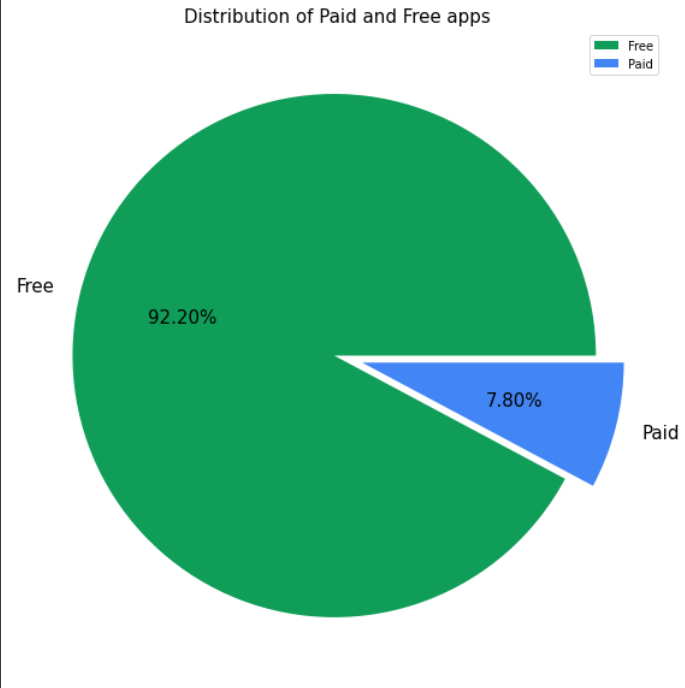 Distribution of Paid and Free apps
Free
Paid
Free
92.20%
7.80%
Paid